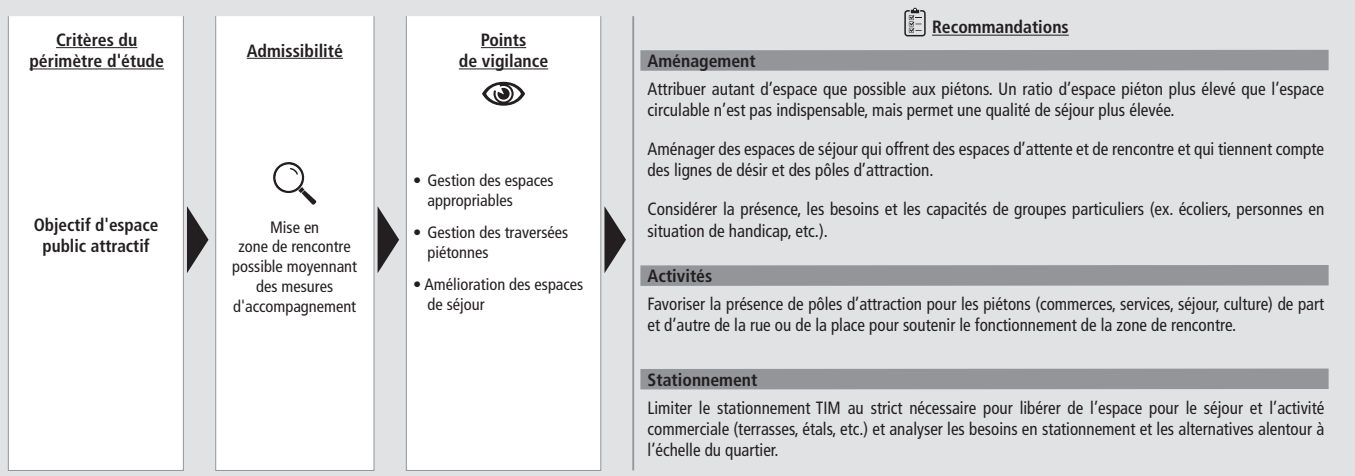 Critères du
périmètre d'étude
Objectif d'espace
public attractif
Admissibilité
Mise en
zone de rencontre
possible moyennant
des mesures
d'accompagnement
Points
de vigilance
• Gestion des espaces
appropriables
• Gestion des traversées
piétonnes
• Amélioration des espaces
de séjour
Recommandations
Aménagement
Attribuer autant d'espace que possible aux piétons. Un ratio d'espace piéton plus élevé que l'espace
circulable n'est pas indispensable, mais permet une qualité de séjour plus élevée.
Aménager des espaces de séjour qui offrent des espaces d'attente et de rencontre et qui tiennent compte
des lignes de désir et des pôles d'attraction.
Considérer la présence, les besoins et les capacités de groupes particuliers (ex. écoliers, personnes en
situation de handicap, etc.).
Activités
Favoriser la présence de pôles d'attraction pour les piétons (commerces, services, séjour, culture) de part
et d'autre de la rue ou de la place pour soutenir le fonctionnement de la zone de rencontre.
Stationnement
Limiter le stationnement TIM au strict nécessaire pour libérer de l'espace pour le séjour et l'activité
commerciale (terrasses, étals, etc.) et analyser les besoins en stationnement et les alternatives alentour à
l'échelle du quartier.